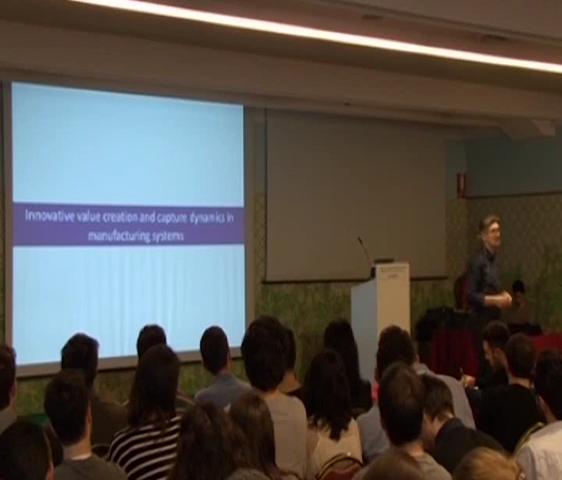 Innovative value creation and capture dynamics in
manufacturing systems